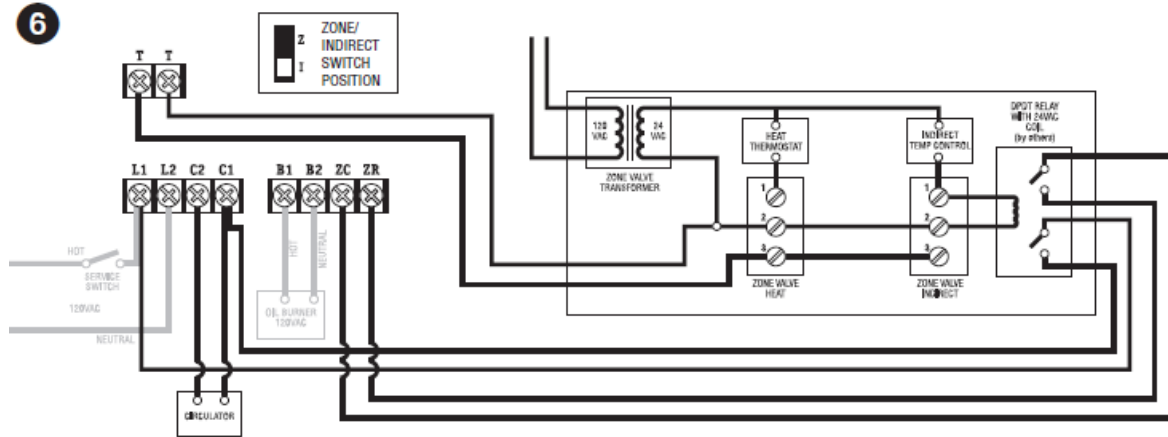 6
Z
I
ZONE/
INDIRECT
SWITCH
POSITION
T T
L1 L2 C2 C1 B1 B2 ZC ZR
HOT
SERVICE
SWITCH
120VAC
NEUTRAL
HOT
NEUTRAL
OIL BURNER
120VAC
CIRCULATOR
120
VAC
24
VAC
ZONE VALVE
TRANSFORMER
HEAT
THERMOSTAT
1
2
3
ZONE VALVE
HEAT
INDIRECT
TEMP CONTROL
1
2
3
ZONE VALVE
INDIRECT
DPDT RELAY
WITH 24VAC
COIL
(by others)